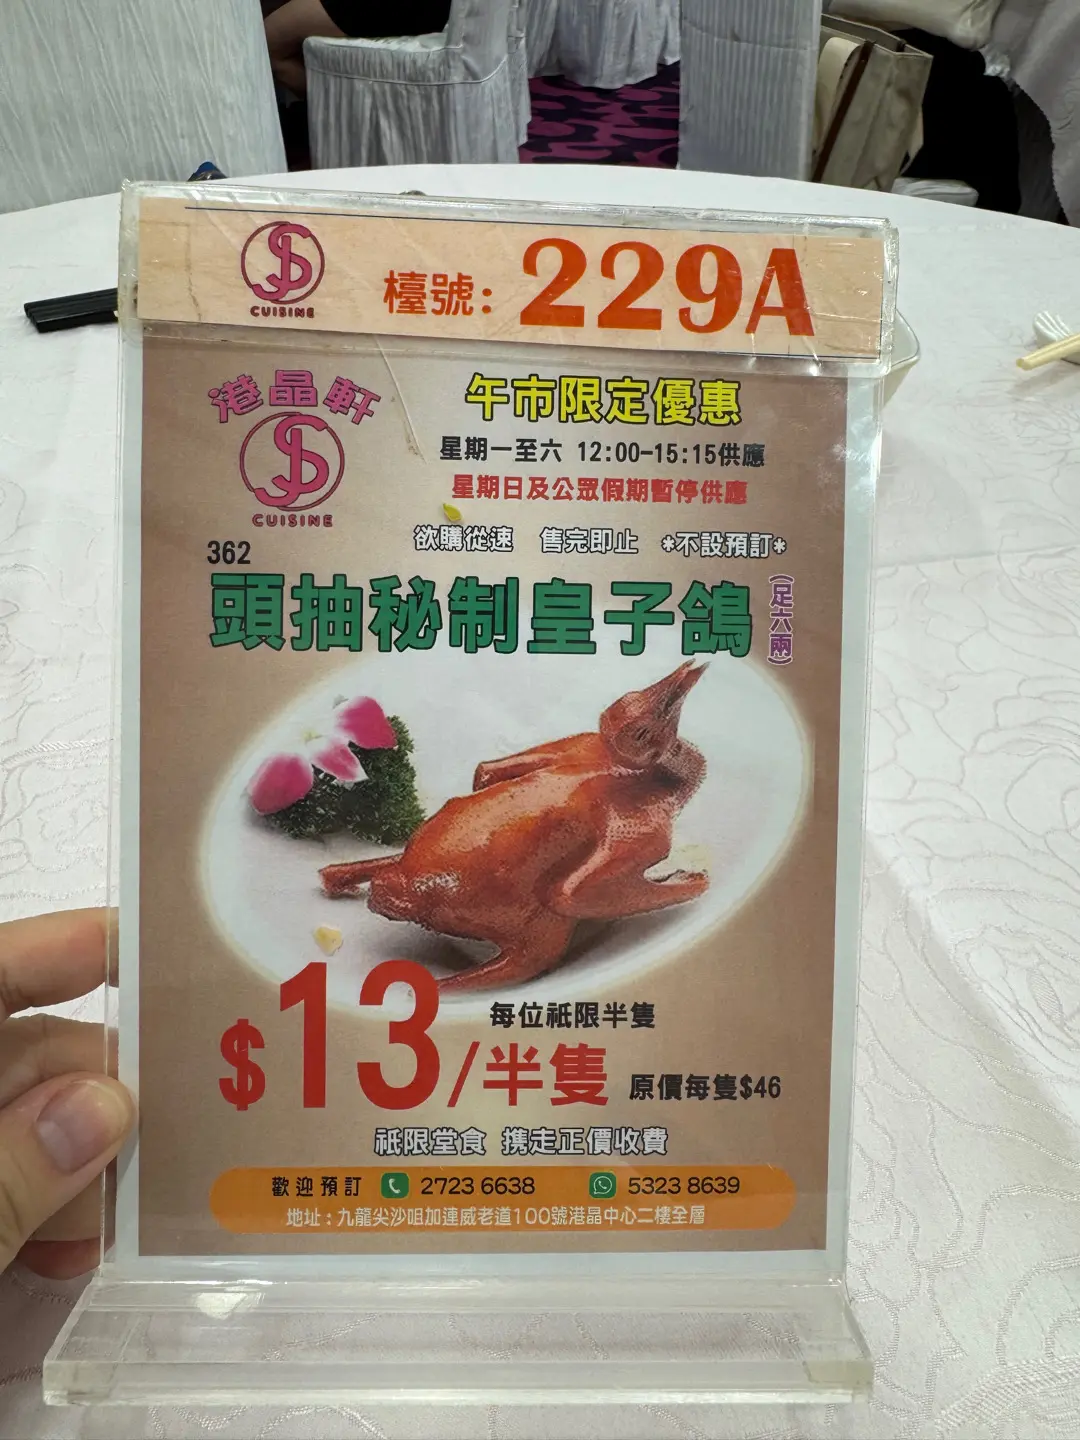 JS
CUISINE
檯號: 229A
港晶軒
JS
CUISINE
午市限定優惠
星期一至六 12:00-15:15供應
星期日及公眾假期暫停供應
欲購從速 售完即止 *不設預訂*
362
頭抽秘制皇子鴿
(足六兩)
每位祇限半隻
$13/半隻 原價每隻$46
祇限堂食 携走正價收費
歡迎預訂 2723 6638 5323 8639
地址:九龍尖沙咀加連威老道100號港晶中心二樓全層